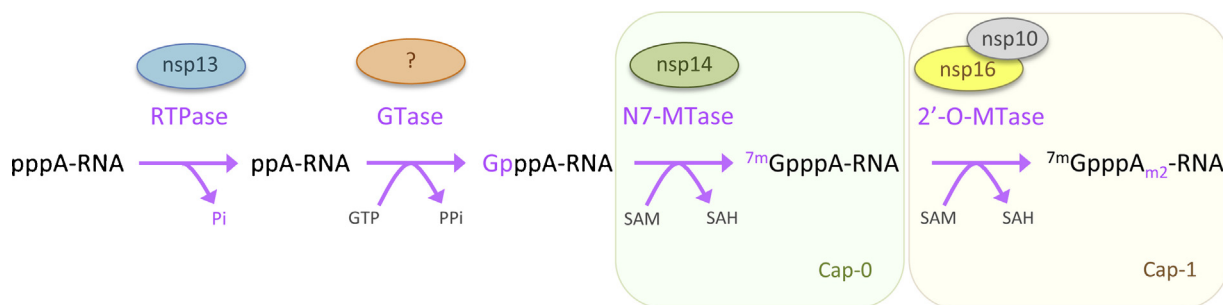 nsp13 ? nsp14 nsp10
nsp16
RTPase GTase N7-MTase 2'-O-MTase
pppA-RNA ppA-RNA GpppA-RNA 7mGpppA-RNA 7mGpppAm2-RNA
Pi GTP PPi SAM SAH SAM SAH
Cap-0 Cap-1